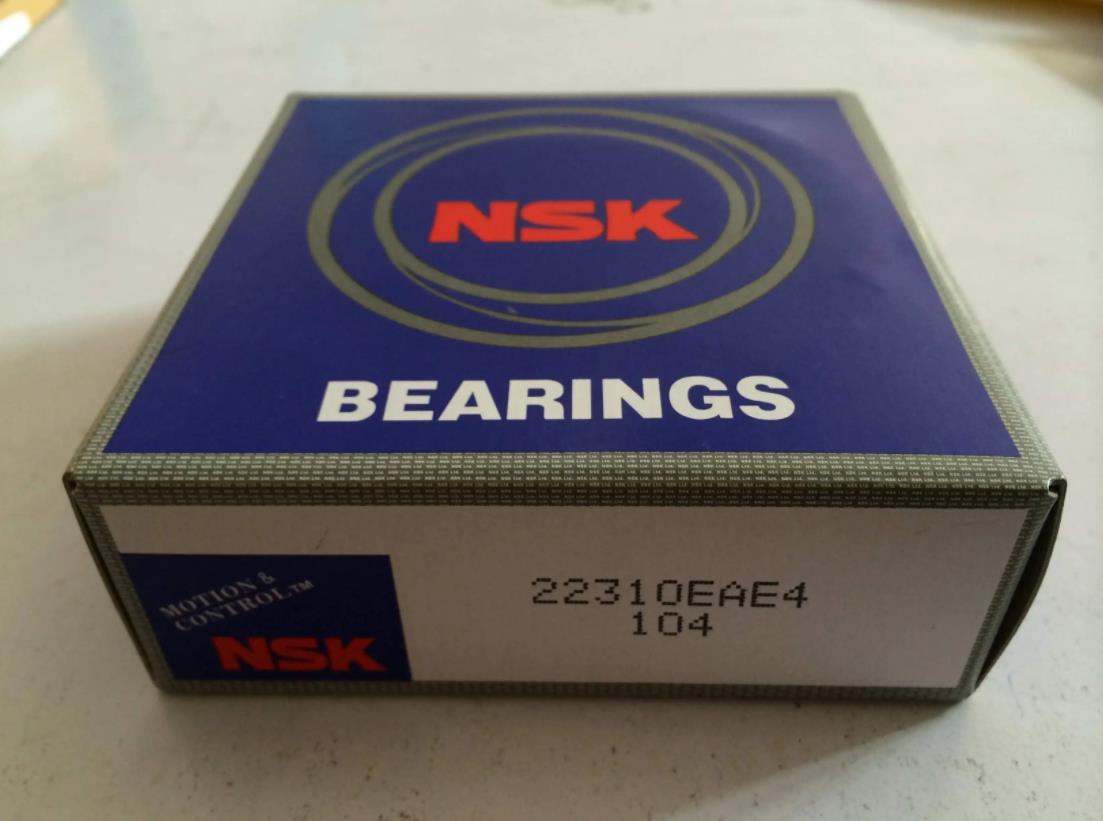 NSK
BEARINGS
MOTION &
CONTROL™
NSK
22310EAE4
104